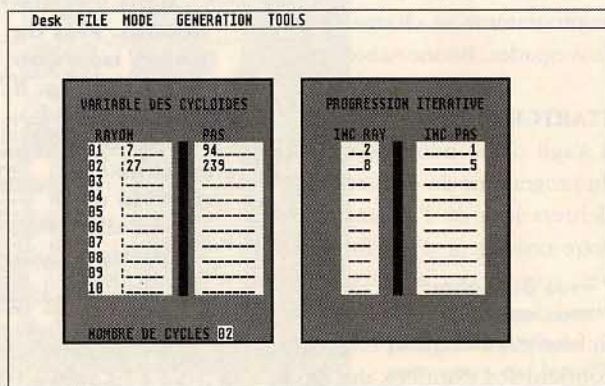 Desk FILE MODE GENERATION TOOLS
VARIABLE DES CYCLOIDES
RAYON PAS
01 7 94
02 27 239
03
04
05
06
07
08
09
10
NOMBRE DE CYCLES 02
PROGRESSION ITERATIVE
INC RAY INC PAS
2 1
8 5